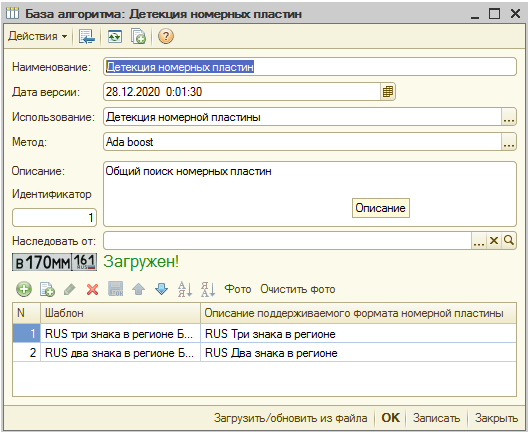 База алгоритма: Детекция номерных пластин
Действия
Наименование: Детекция номерных пластин
Дата версии: 28.12.2020 0:01:30
Использование: Детекция номерной пластины ...
Метод: Ada boost ...
Описание: Общий поиск номерных пластин
Идентификатор
Описание
1
Наследовать от: ...
в170мм 161 RUS Загружен!
Фото Очистить фото
N Шаблон Описание поддерживаемого формата номерной пластины
1 RUS три знака в регионе Б... RUS Три знака в регионе
2 RUS два знака в регионе Б... RUS Два знака в регионе
Загрузить/обновить из файла OK Записать Закрыть